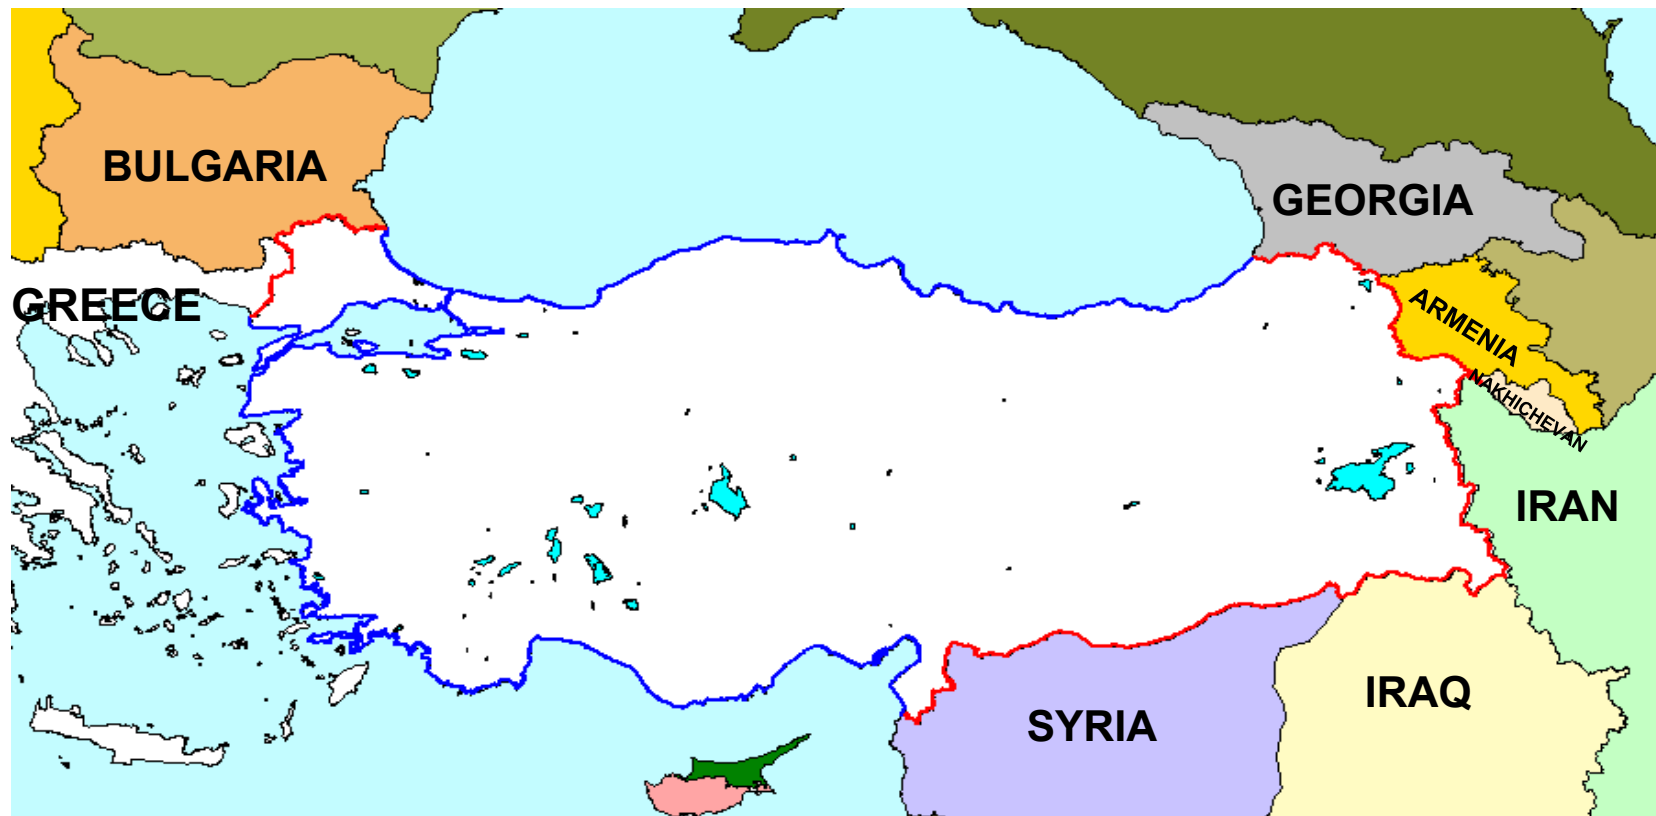 BULGARIA
GEORGIA
GREECE
ARMENIA
NAKHICHEVAN
IRAN
IRAQ
SYRIA